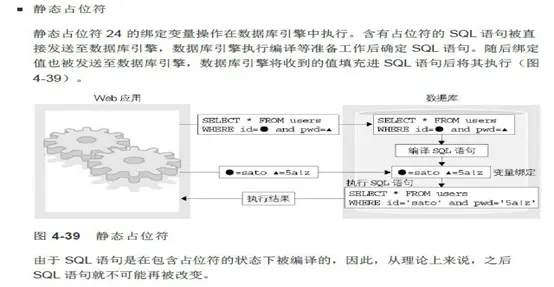 ▪ 静态占位符
静态占位符 24 的绑定变量操作在数据库引擎中执行。含有占位符的 SQL 语句被直
接发送至数据库引擎，数据库引擎执行编译等准备工作后确定 SQL 语句。随后绑定
值也被发送至数据库引擎，数据库引擎将收到的值填充进 SQL 语句后将其执行（图
4-39）。
Web 应用
数据库
SELECT * FROM users
WHERE id=● and pwd=▲
SELECT * FROM users
WHERE id=● and pwd=▲
编译 SQL 语句
●=sato ▲=5a!z
●=sato ▲=5a!z
变量绑定
执行 SQL 语句
执行结果
SELECT * FROM users
WHERE id='sato' and pwd='5a!z'
图 4-39 静态占位符
由于 SQL 语句是在包含占位符的状态下被编译的，因此，从理论上来说，之后
SQL 语句就不可能再被改变。